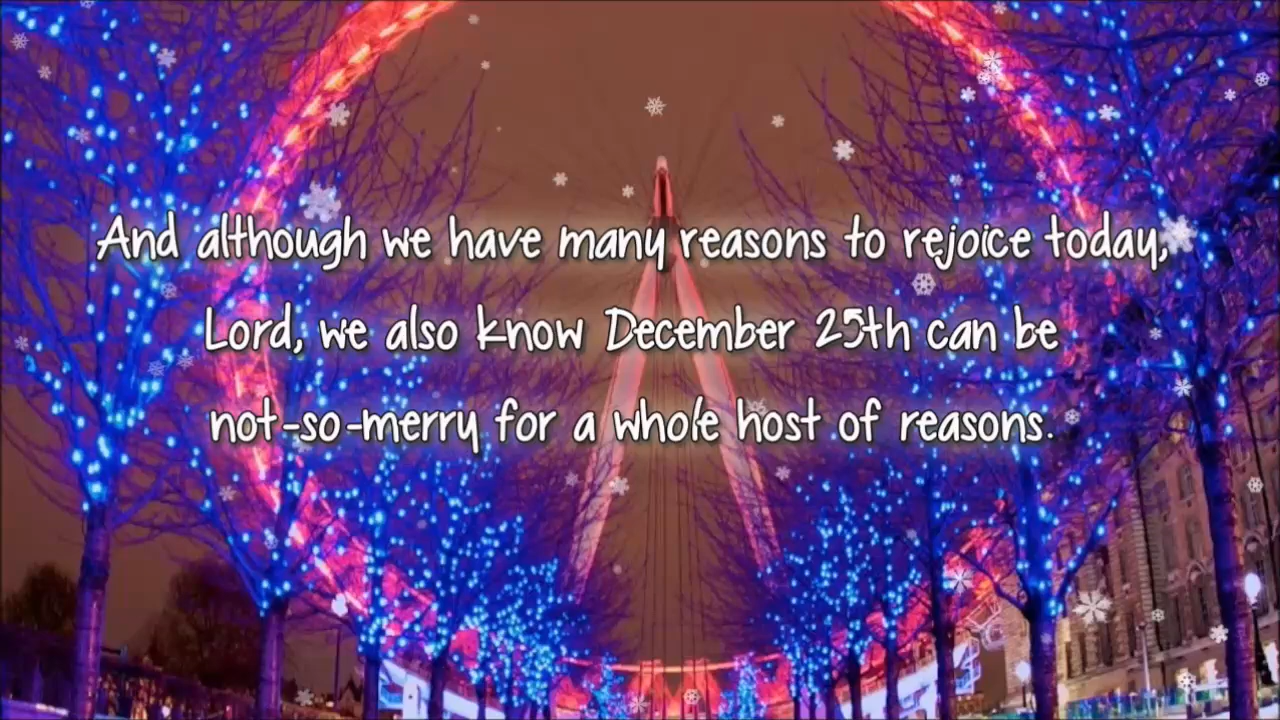 And although we have many reasons to rejoice today,
Lord, we also know December 25th can be
not-so-merry for a whole host of reasons.